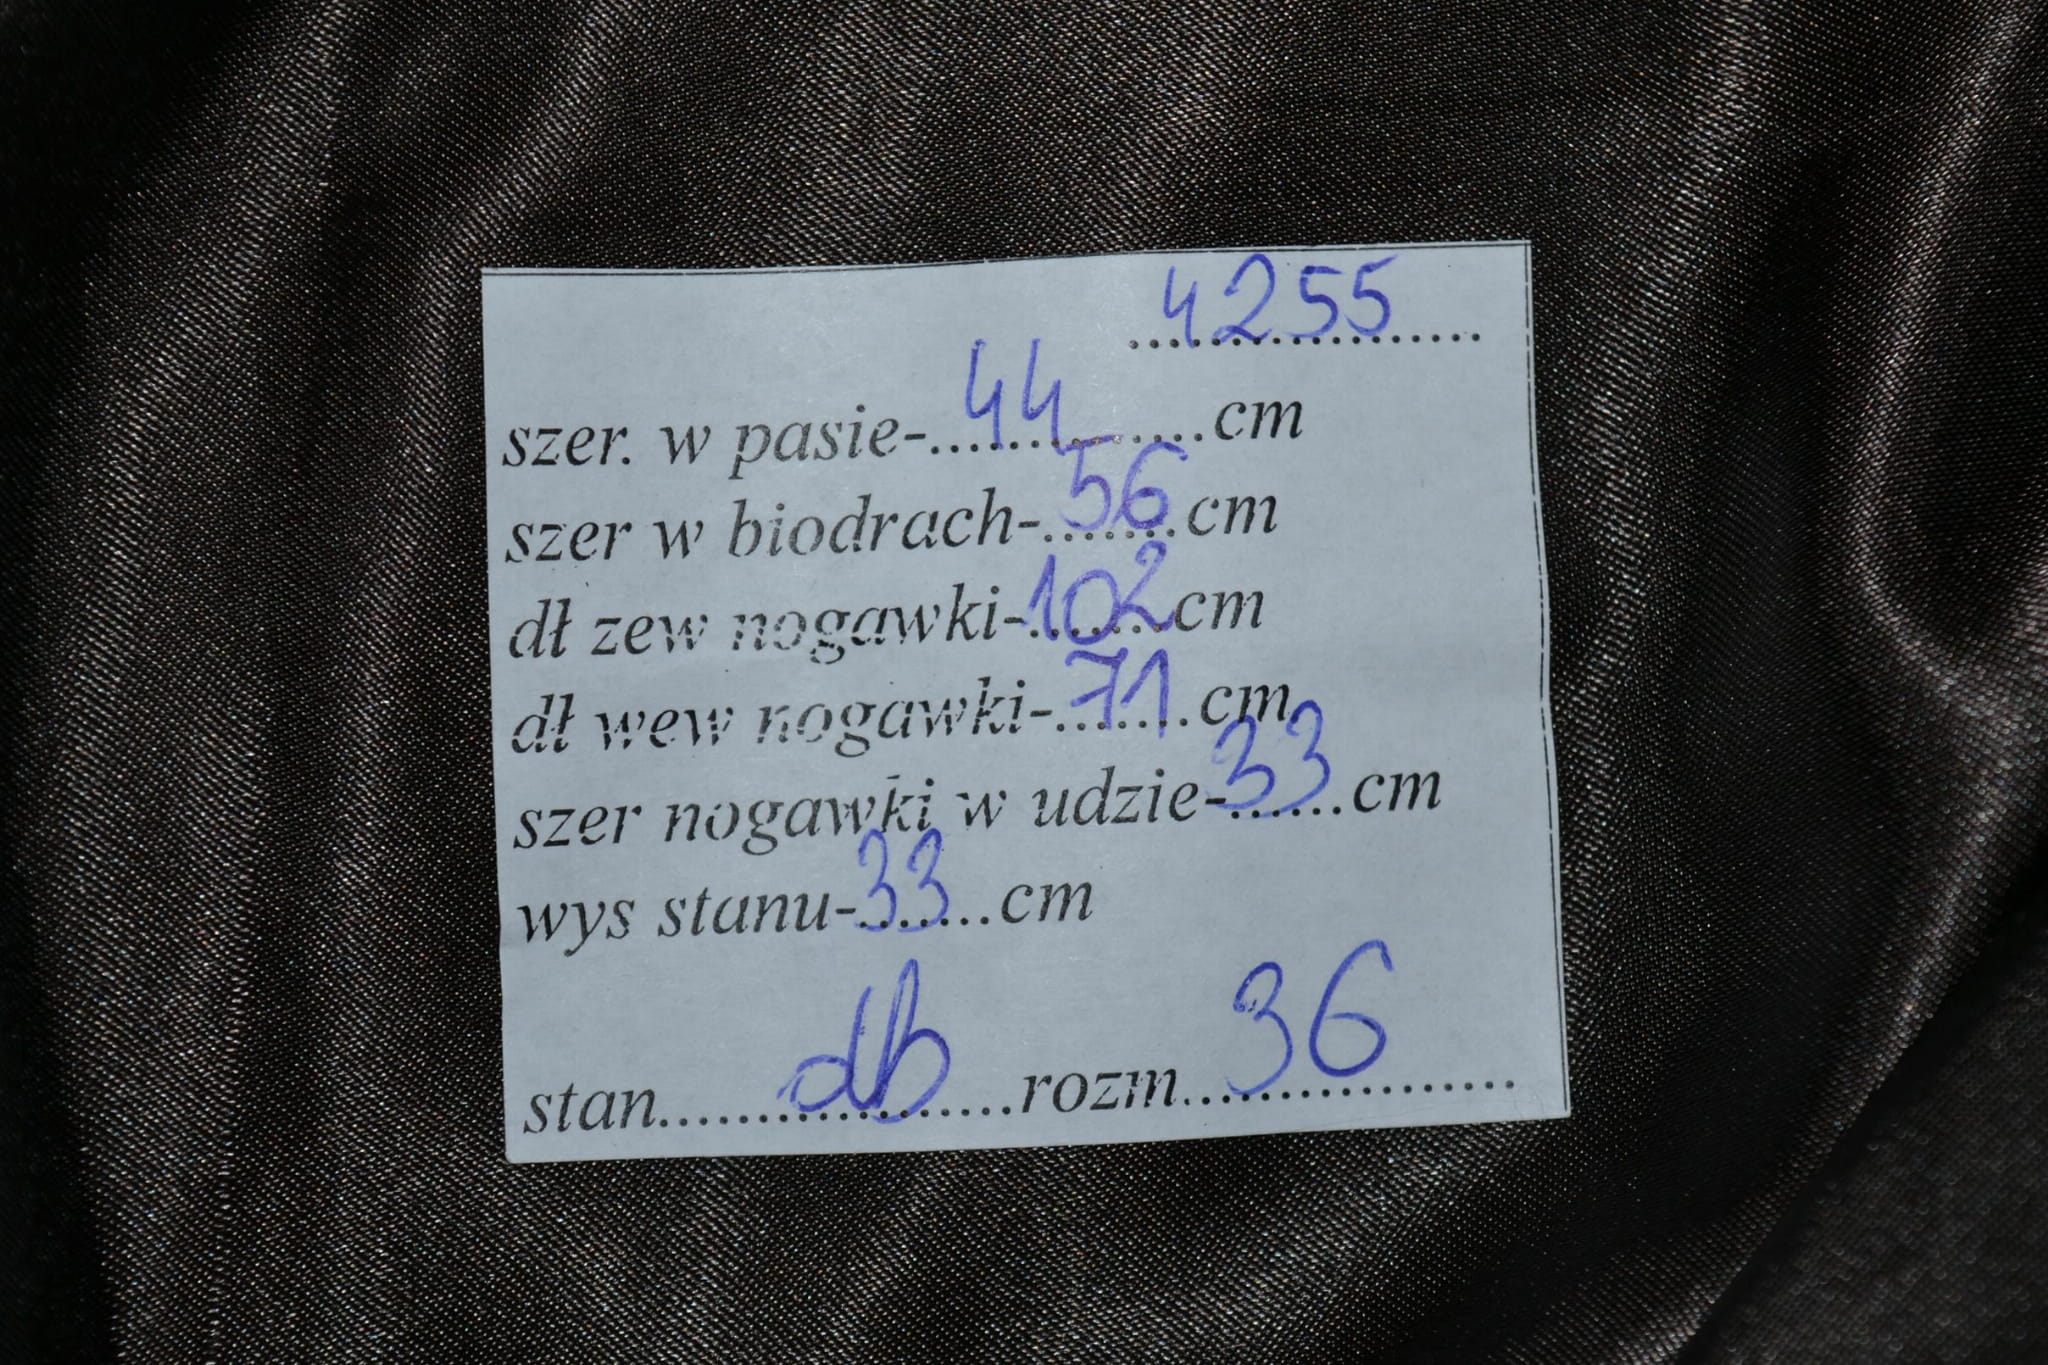 4255
szer. w pasie-44cm
szer w biodrach-56cm
dł zew nogawki-102cm
dł wew nogawki-71cm
szer nogawki w udzie-33cm
wys stanu-33cm
stan db rozm 36